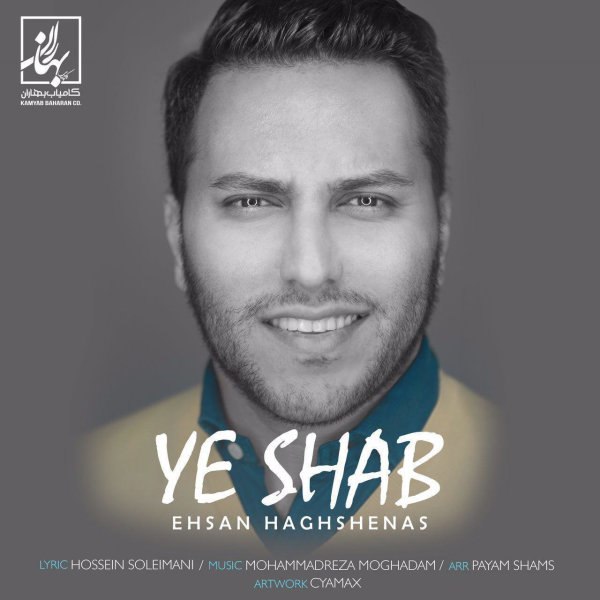 بهاران
کامیاب بهاران
KAMYAB BAHARAN CO.
YE SHAB
EHSAN HAGHSHENAS
LYRIC HOSSEIN SOLEIMANI / MUSIC MOHAMMADREZA MOGHADAM / ARR PAYAM SHAMS
ARTWORK CYAMAX